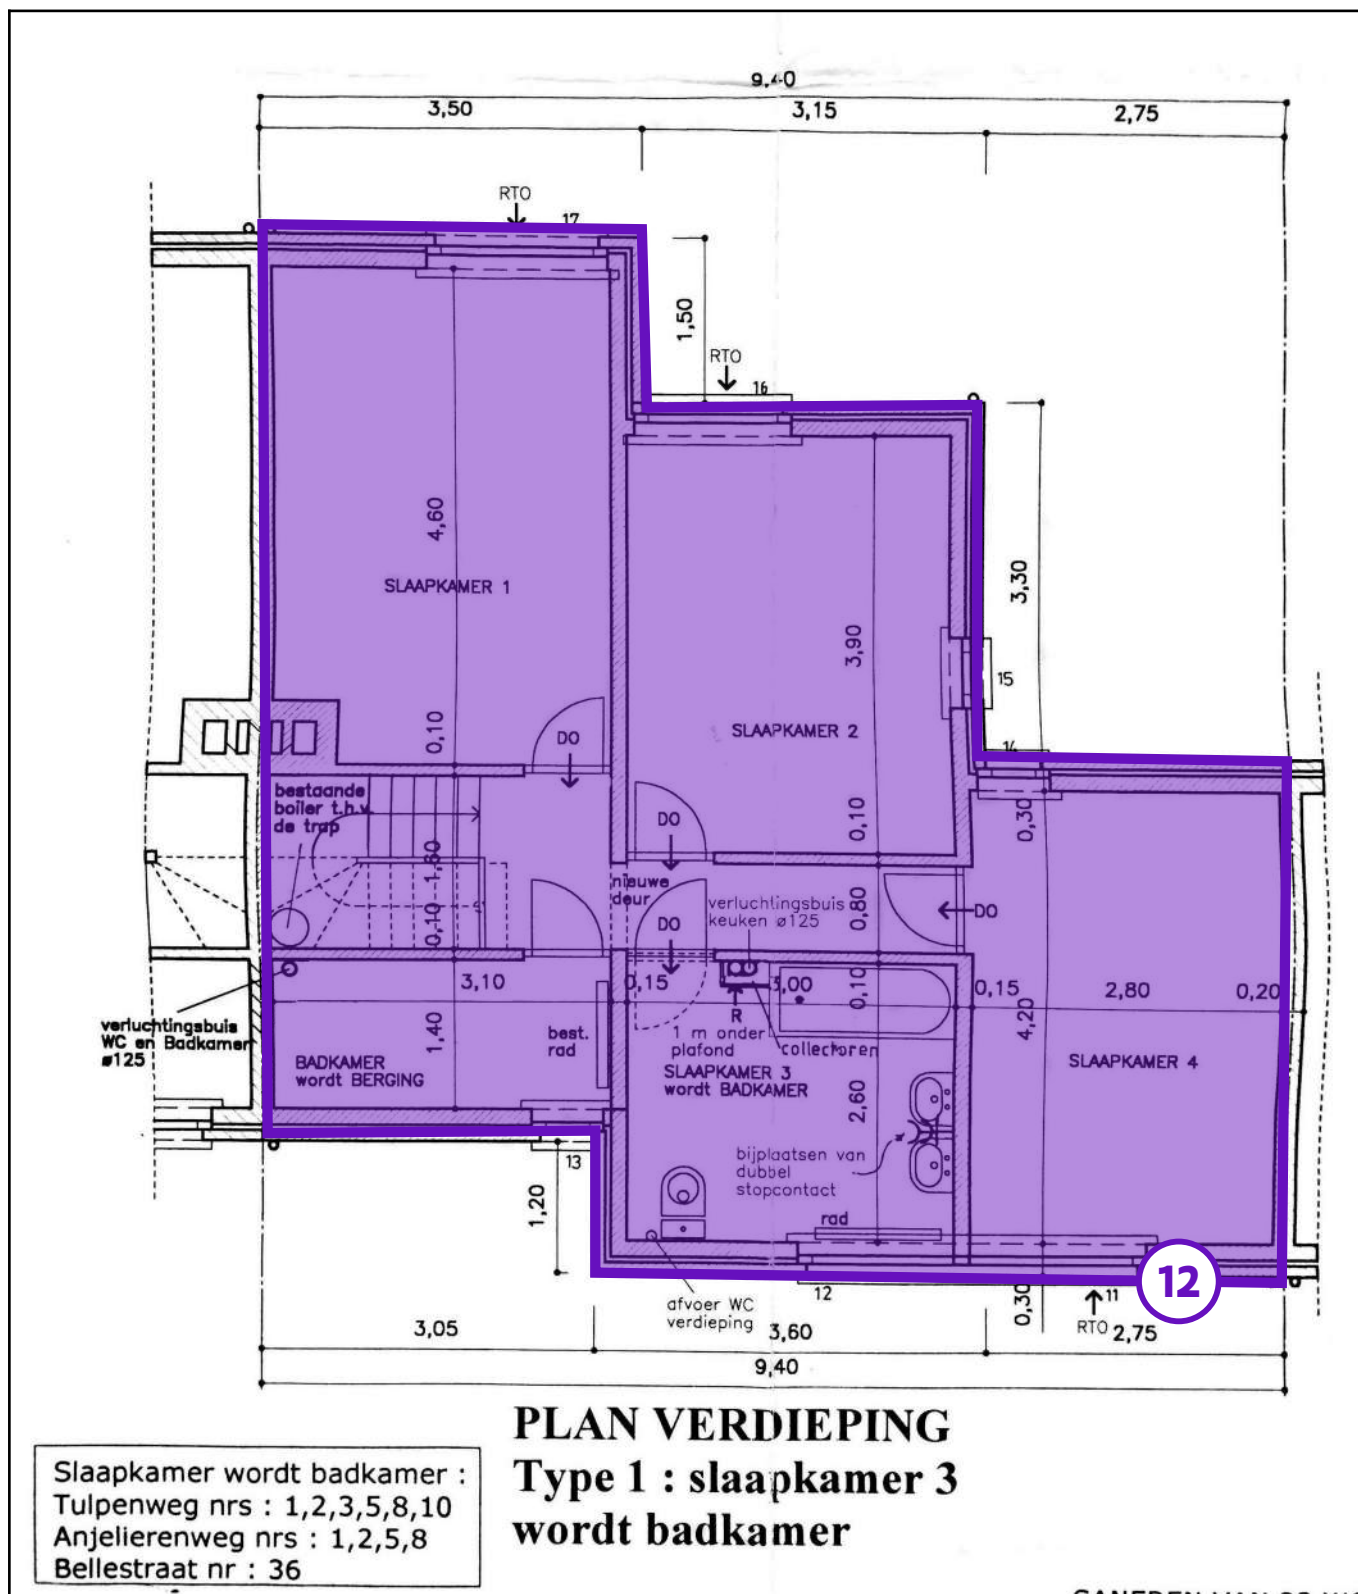 9,40
3,50
3,15
2,75
RTO
17
1,50
RTO
16
4,60
SLAAPKAMER 1
3,30
3,90
15
SLAAPKAMER 2
0,10
DO
14
bestaande
boiler t.h.v.
de trap
0,30
0,10
DO
1,60
nieuwe
deur
verluchtingsbuis
keuken ø125
0,80
DO
DO
0,10
3,10
0,15
3,00
0,10
0,15
2,80
0,20
verluchtingsbuis
WC en Badkamer
ø125
R
1,40
best.
rad
1 m onder
plafond
collectoren
4,20
BADKAMER
wordt BERGING
SLAAPKAMER 3
wordt BADKAMER
SLAAPKAMER 4
2,60
13
bijplaatsen van
dubbel
stopcontact
1,20
rad
12
12
11
0,30
afvoer WC
verdieping
RTO
3,05
3,60
2,75
9,40
PLAN VERDIEPING
Type 1 : slaapkamer 3
wordt badkamer
Slaapkamer wordt badkamer :
Tulpenweg nrs : 1,2,3,5,8,10
Anjelierenweg nrs : 1,2,5,8
Bellestraat nr : 36